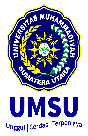 UNIVERSITAS MUHAMMADIYAH
SUMATERA UTARA
UMSU
Unggul | Cerdas | Terpercaya